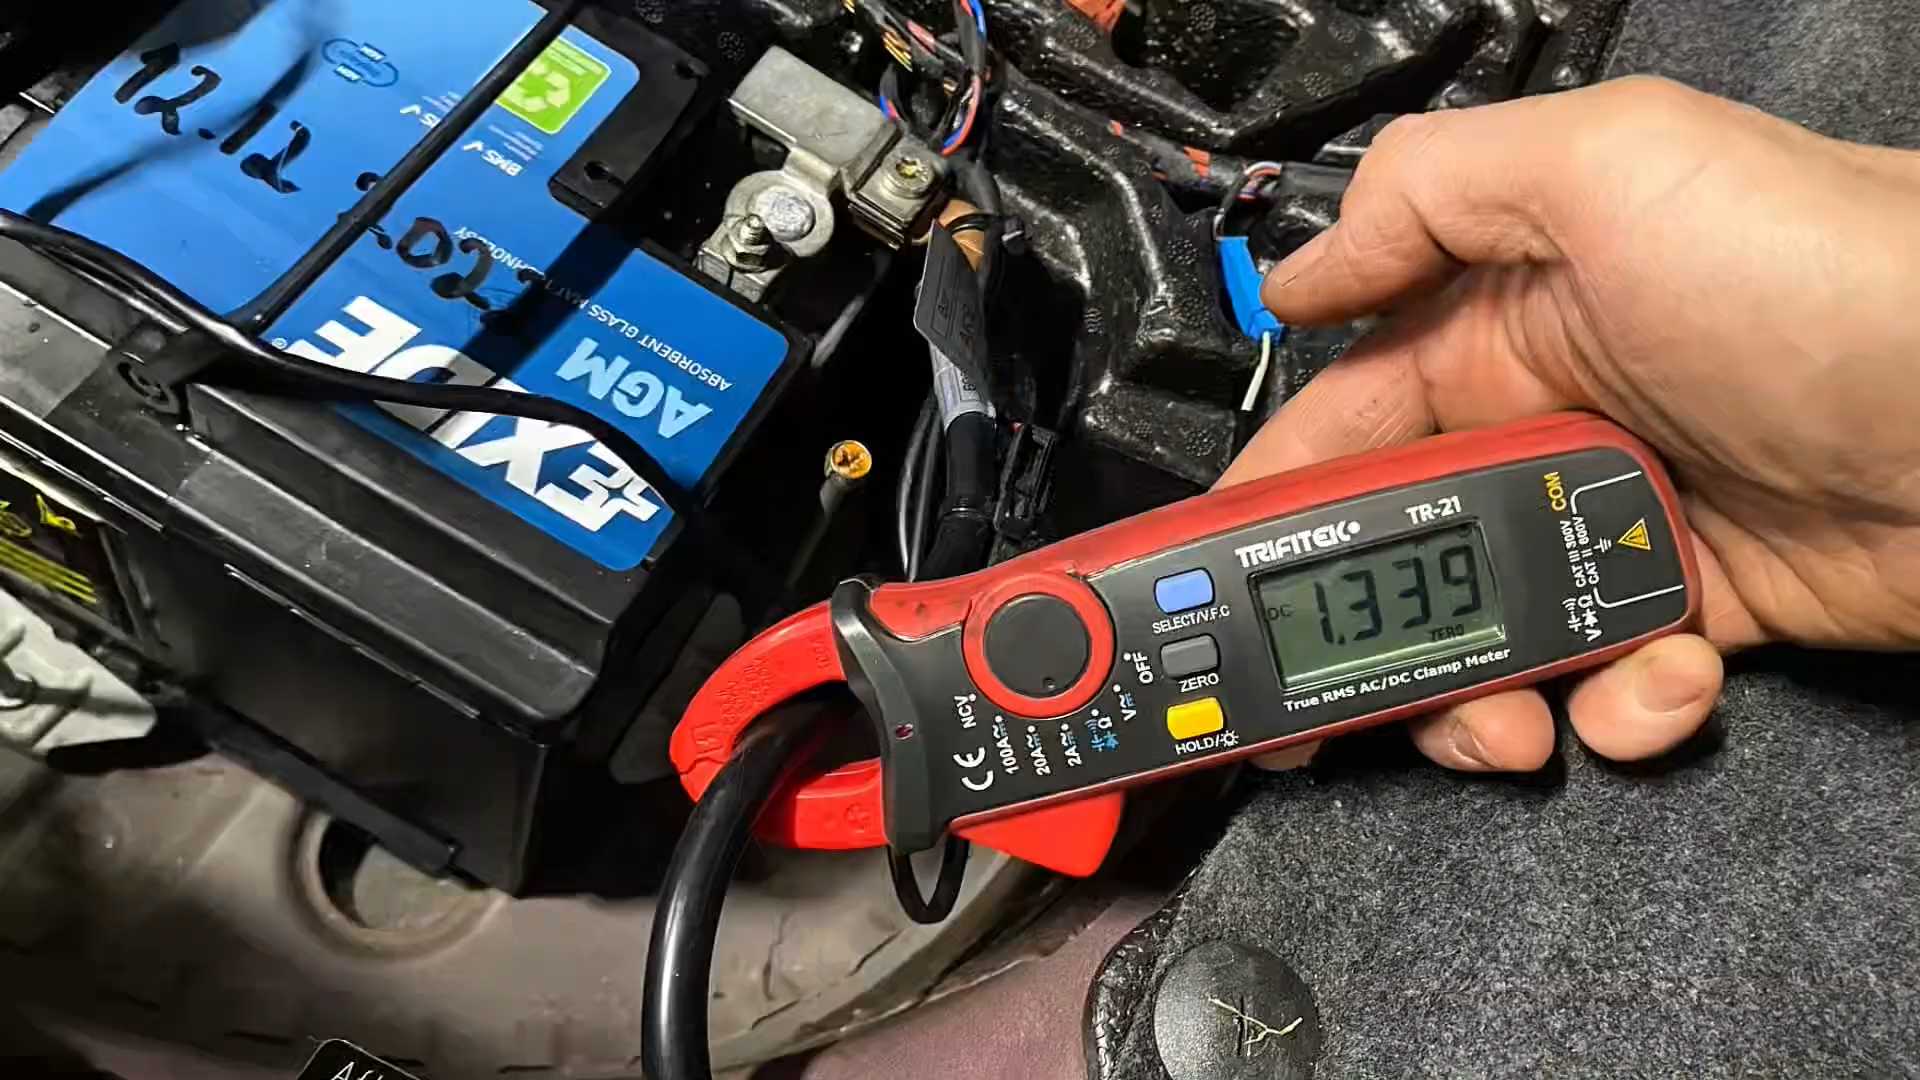 12.12.202
BMS
EXIDE
AGM
ABSORBENT GLASS MAT TECHNOLOGY
TRIFITEK
TR-21
DC
1.339
ZERO
True RMS AC/DC Clamp Meter
SELECT/V.F.C
ZERO
HOLD/
OFF
V
Ω
2A
20A
100A
NCV
CE
COM
CAT III 300V
CAT II 600V
VΩ